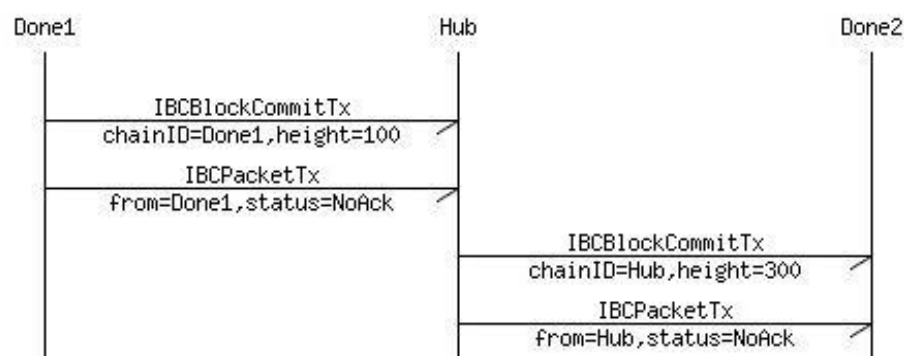 Done1 Hub Done2
IBCBlockCommitTx
chainID=Done1,height=100
IBCPacketTx
from=Done1,status=NoAck
IBCBlockCommitTx
chainID=Hub,height=300
IBCPacketTx
from=Hub,status=NoAck